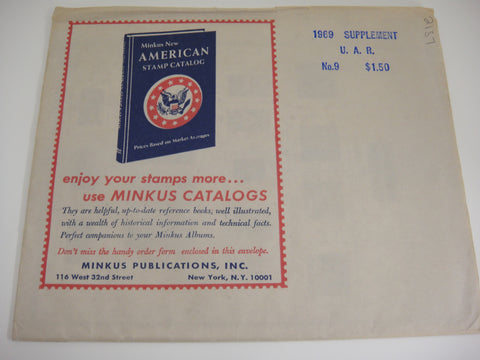 Minkus New
AMERICAN
STAMP CATALOG
Prices Based on Market Averages
enjoy your stamps more...
use MINKUS CATALOGS
They are helpful, up-to-date reference books; well illustrated,
with a wealth of historical information and technical facts.
Perfect companions to your Minkus Albums.
Don't miss the handy order form enclosed in this envelope.
MINKUS PUBLICATIONS, INC.
116 West 32nd Street New York, N.Y. 10001
1969 SUPPLEMENT
U. A. R.
No.9 $1.50